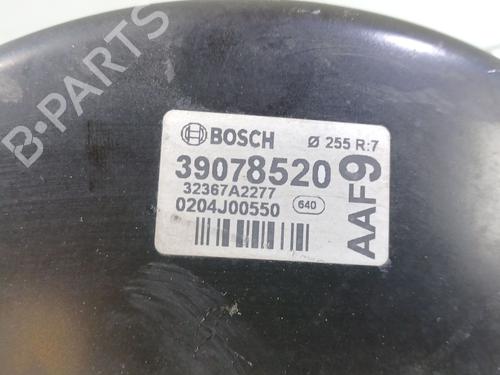 BOSCH Ø 255 R:7
39078520
32367A2277
0204J00550 640
AAF9
B-PARTS